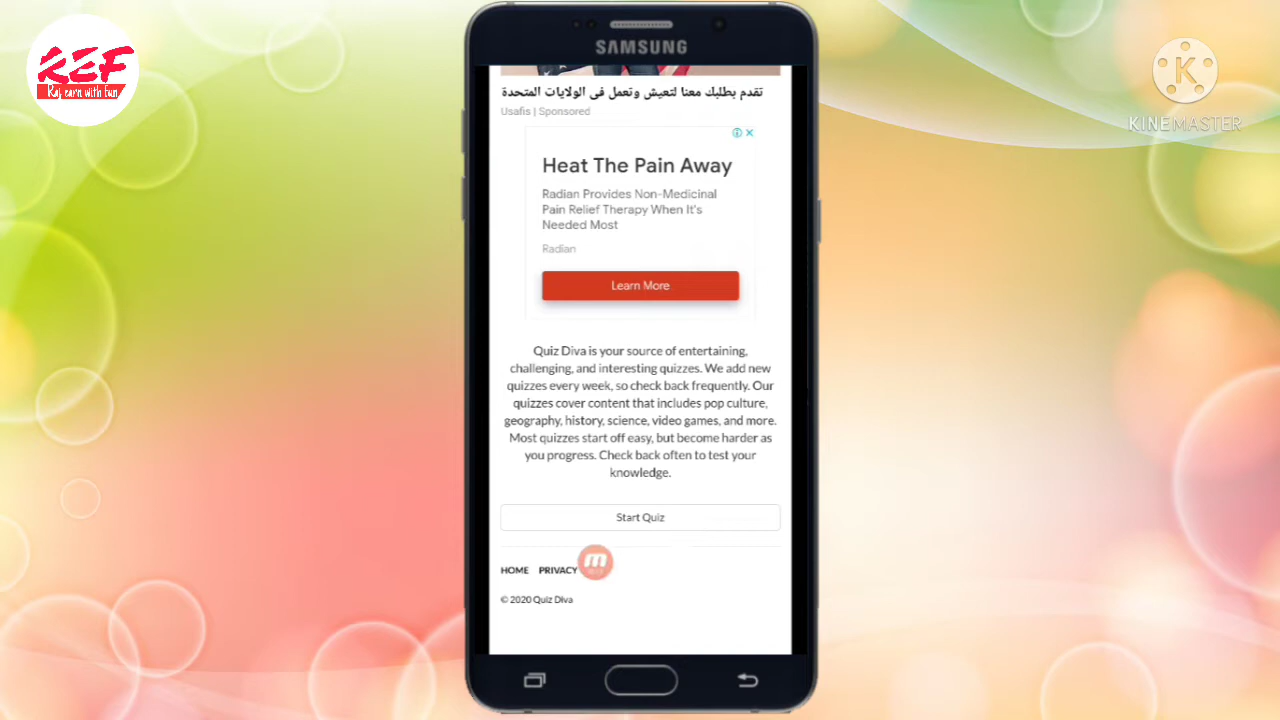 REF
Raj earn with fun
K
KINEMASTER
SAMSUNG
تقدم بطلبك معنا لتعيش وتعمل في الولايات المتحدة
Usafis | Sponsored
Heat The Pain Away
Radian Provides Non-Medicinal
Pain Relief Therapy When It's
Needed Most
Radian
Learn More
Quiz Diva is your source of entertaining,
challenging, and interesting quizzes. We add new
quizzes every week, so check back frequently. Our
quizzes cover content that includes pop culture,
geography, history, science, video games, and more.
Most quizzes start off easy, but become harder as
you progress. Check back often to test your
knowledge.
Start Quiz
HOME PRIVACY
m
© 2020 Quiz Diva